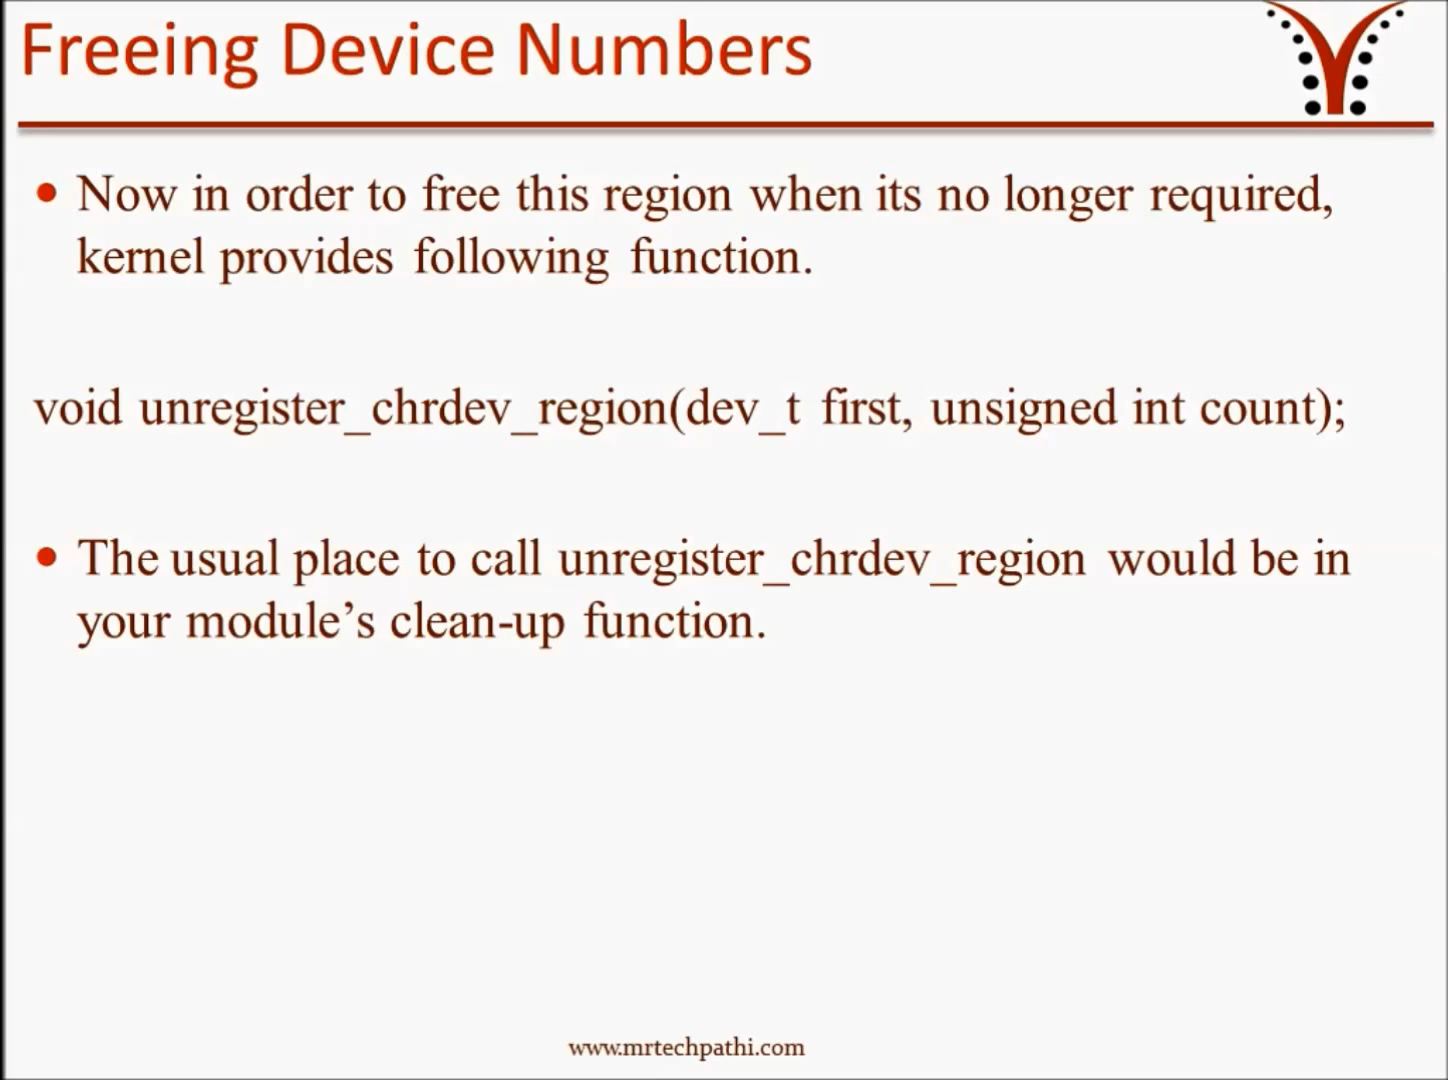 Freeing Device Numbers
• Now in order to free this region when its no longer required,
kernel provides following function.
void unregister_chrdev_region(dev_t first, unsigned int count);
• The usual place to call unregister_chrdev_region would be in
your module’s clean-up function.
www.mrtechpathi.com